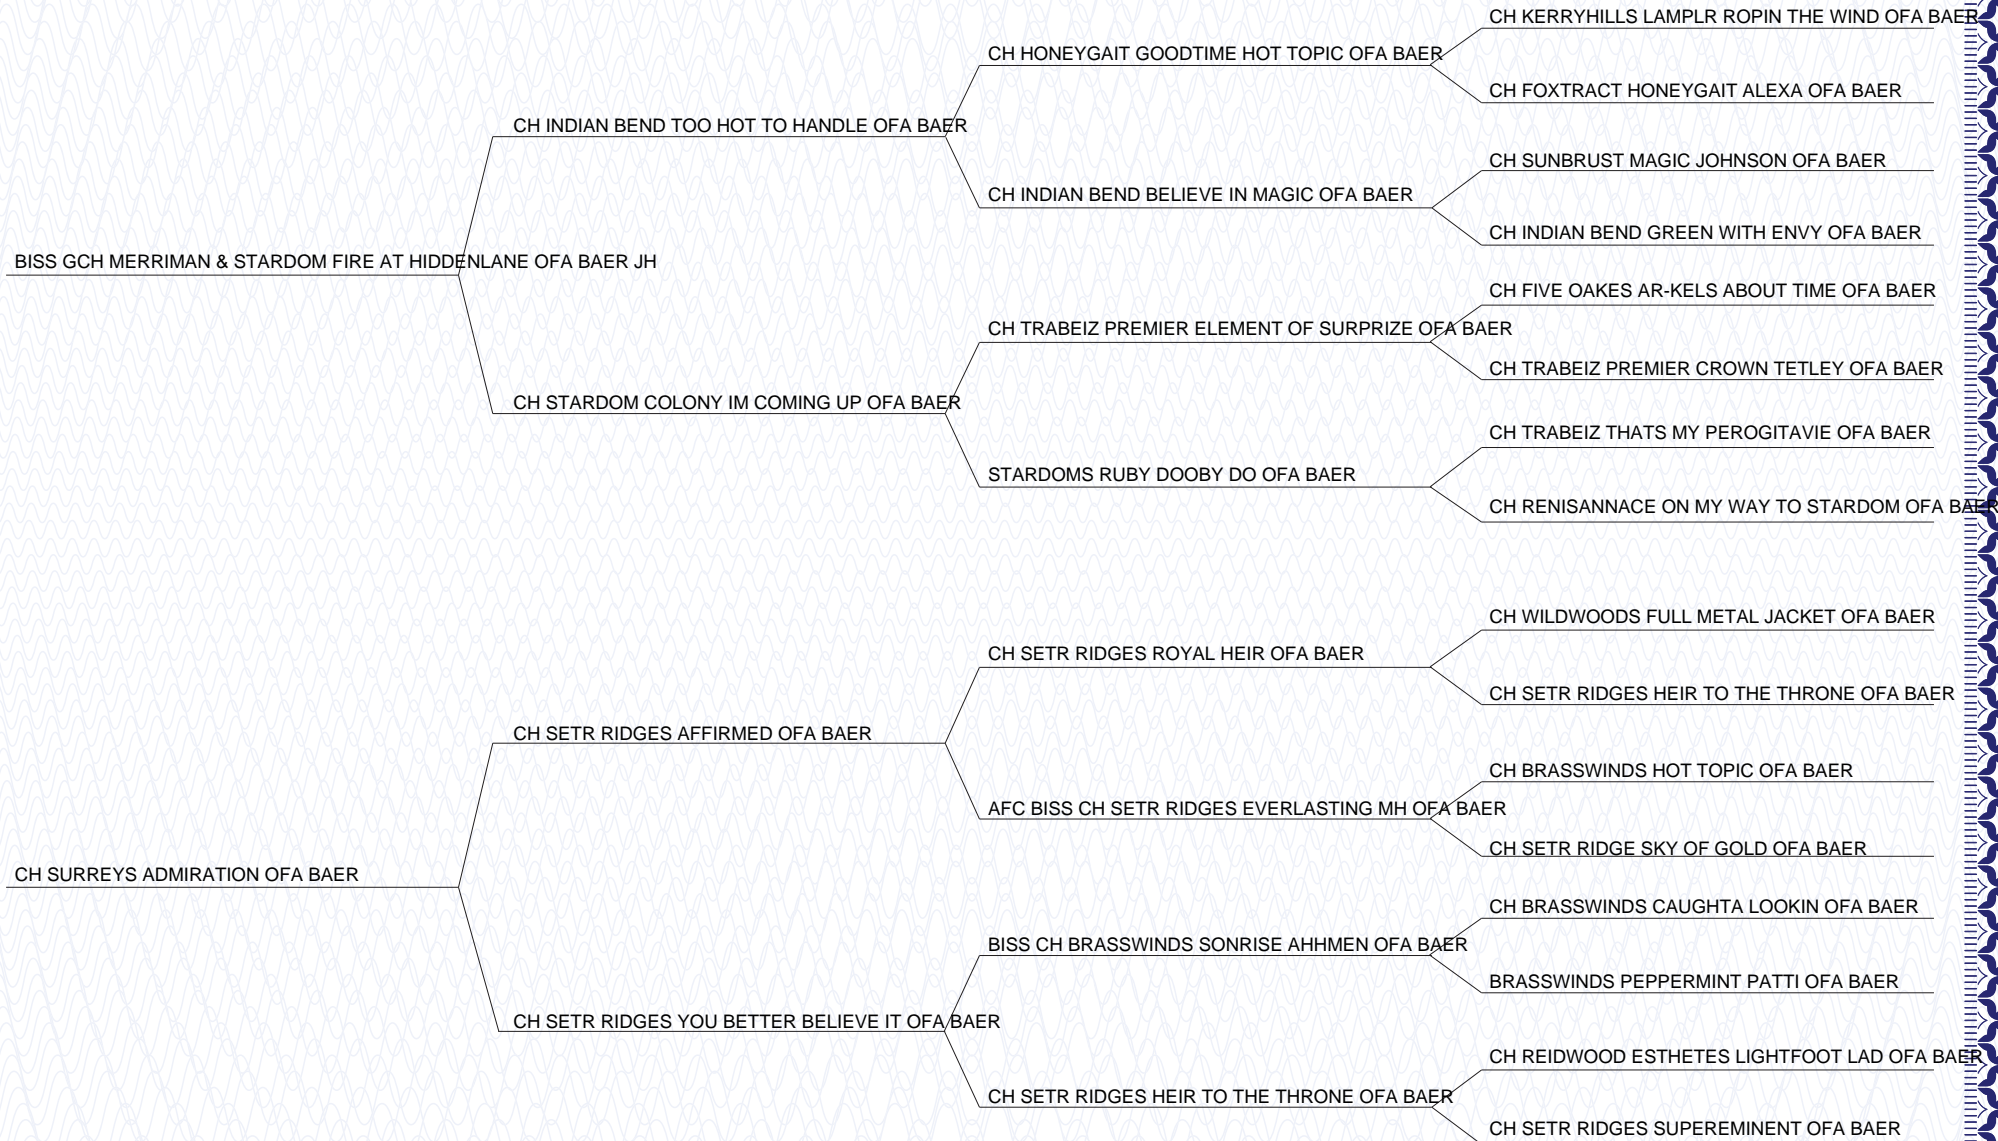 CH KERRYHILLS LAMPLR ROPIN THE WIND OFA BAER
CH HONEYGAIT GOODTIME HOT TOPIC OFA BAER
CH FOXTRACT HONEYGAIT ALEXA OFA BAER
CH INDIAN BEND TOO HOT TO HANDLE OFA BAER
CH SUNBRUST MAGIC JOHNSON OFA BAER
CH INDIAN BEND BELIEVE IN MAGIC OFA BAER
CH INDIAN BEND GREEN WITH ENVY OFA BAER
BISS GCH MERRIMAN & STARDOM FIRE AT HIDDENLANE OFA BAER JH
CH FIVE OAKES AR-KELS ABOUT TIME OFA BAER
CH TRABEIZ PREMIER ELEMENT OF SURPRIZE OFA BAER
CH TRABEIZ PREMIER CROWN TETLEY OFA BAER
CH STARDOM COLONY IM COMING UP OFA BAER
CH TRABEIZ THATS MY PEROGITAVIE OFA BAER
STARDOMS RUBY DOOBY DO OFA BAER
CH RENISANNACE ON MY WAY TO STARDOM OFA BAER
CH WILDWOODS FULL METAL JACKET OFA BAER
CH SETR RIDGES ROYAL HEIR OFA BAER
CH SETR RIDGES HEIR TO THE THRONE OFA BAER
CH SETR RIDGES AFFIRMED OFA BAER
CH BRASSWINDS HOT TOPIC OFA BAER
AFC BISS CH SETR RIDGES EVERLASTING MH OFA BAER
CH SETR RIDGE SKY OF GOLD OFA BAER
CH SURREYS ADMIRATION OFA BAER
CH BRASSWINDS CAUGHTA LOOKIN OFA BAER
BISS CH BRASSWINDS SONRISE AHHMEN OFA BAER
BRASSWINDS PEPPERMINT PATTI OFA BAER
CH SETR RIDGES YOU BETTER BELIEVE IT OFA BAER
CH REIDWOOD ESTHETES LIGHTFOOT LAD OFA BAER
CH SETR RIDGES HEIR TO THE THRONE OFA BAER
CH SETR RIDGES SUPEREMINENT OFA BAER